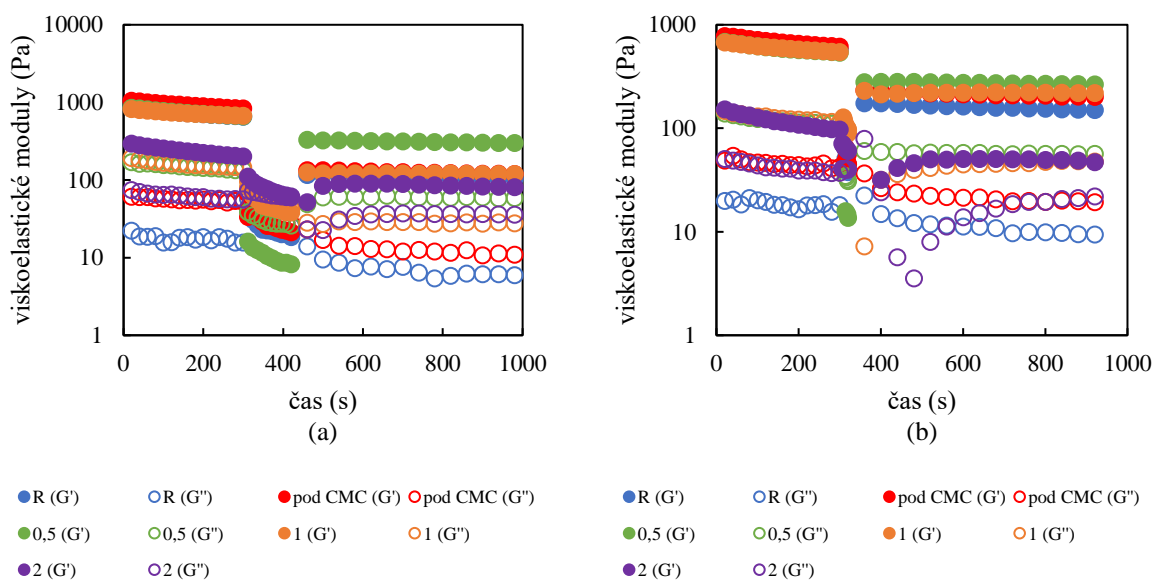 viskoelastické moduly (Pa)
10000
1000
100
10
1
0 200 400 600 800 1000
čas (s)
(a)
R (G') R (G'') pod CMC (G') pod CMC (G'')
0,5 (G') 0,5 (G'') 1 (G') 1 (G'')
2 (G') 2 (G'')
viskoelastické moduly (Pa)
1000
100
10
1
0 200 400 600 800 1000
čas (s)
(b)
R (G') R (G'') pod CMC (G') pod CMC (G'')
0,5 (G') 0,5 (G'') 1 (G') 1 (G'')
2 (G') 2 (G'')